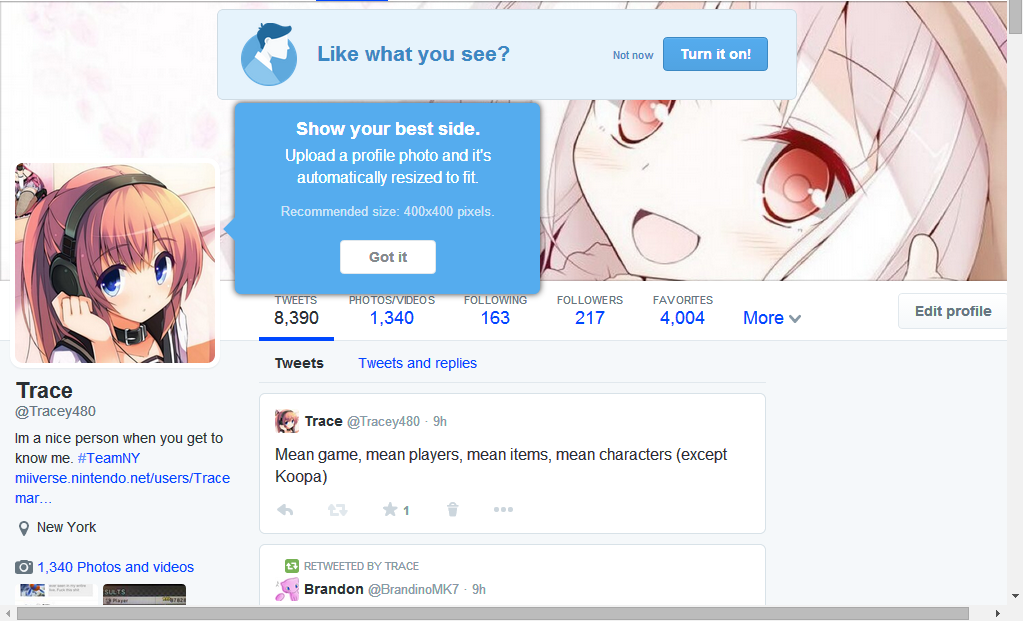 Like what you see?
Not now
Turn it on!
Show your best side.
Upload a profile photo and it's
automatically resized to fit.
Recommended size: 400x400 pixels.
Got it
TWEETS PHOTOS/VIDEOS FOLLOWING FOLLOWERS FAVORITES
8,390 1,340 163 217 4,004 More
Edit profile
Tweets Tweets and replies
Trace
@Tracey480
Im a nice person when you get to
know me. #TeamNY
miiverse.nintendo.net/users/Trace
mar…
New York
1,340 Photos and videos
Trace @Tracey480 · 9h
Mean game, mean players, mean items, mean characters (except
Koopa)
1
RETWEETED BY TRACE
Brandon @BrandinoMK7 · 9h
SULTS
Player